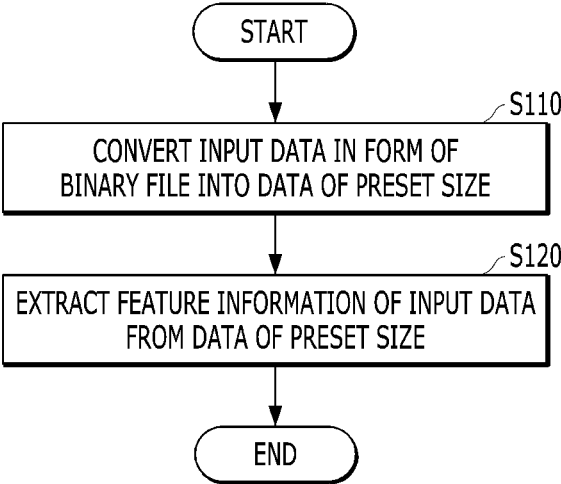 START
S110
CONVERT INPUT DATA IN FORM OF
BINARY FILE INTO DATA OF PRESET SIZE
S120
EXTRACT FEATURE INFORMATION OF INPUT DATA
FROM DATA OF PRESET SIZE
END